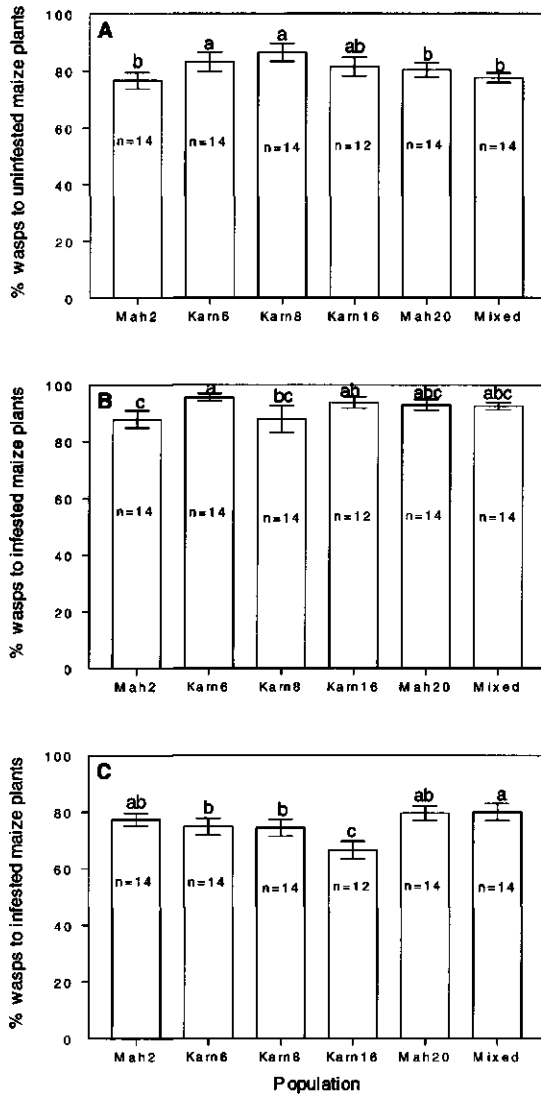 % wasps to uninfested maize plants
100
80
60
40
20
0
A
b a a ab b b
n=14 n=14 n=14 n=12 n=14 n=14
Mah2 Karn6 Karn8 Karn16 Mah20 Mixed
% wasps to infested maize plants
100
80
60
40
20
0
B
c a bc ab abc abc
n=14 n=14 n=14 n=12 n=14 n=14
Mah2 Karn6 Karn8 Karn16 Mah20 Mixed
% wasps to infested maize plants
100
80
60
40
20
0
C
ab b b c ab a
n=14 n=14 n=14 n=12 n=14 n=14
Mah2 Karn6 Karn8 Karn16 Mah20 Mixed
Population